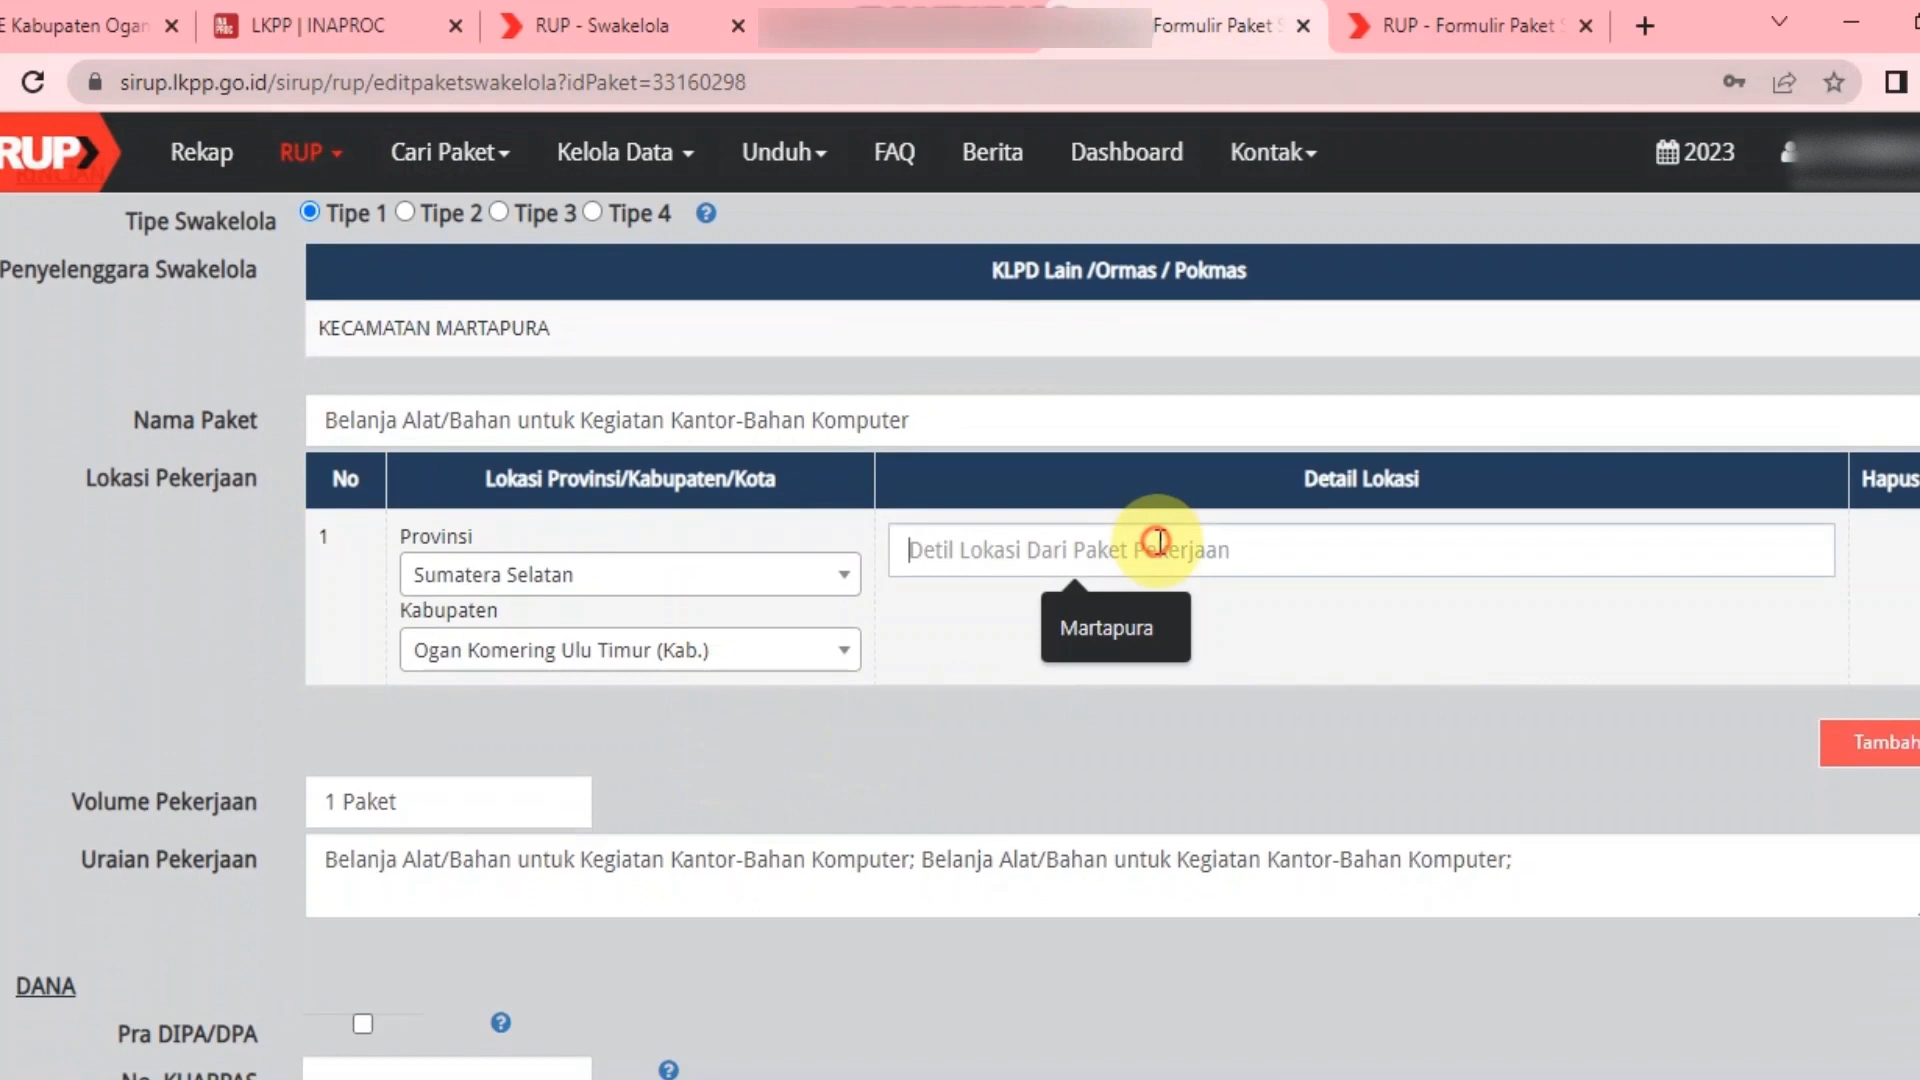 E Kabupaten Ogan
LKPP | INAPROC
RUP - Swakelola
Formulir Paket S
RUP - Formulir Paket S
sirup.lkpp.go.id/sirup/rup/editpaketswakelola?idPaket=33160298
RUP
Rekap
RUP
Cari Paket
Kelola Data
Unduh
FAQ
Berita
Dashboard
Kontak
2023
Tipe Swakelola
Tipe 1
Tipe 2
Tipe 3
Tipe 4
?
Penyelenggara Swakelola
KLPD Lain /Ormas / Pokmas
KECAMATAN MARTAPURA
Nama Paket
Belanja Alat/Bahan untuk Kegiatan Kantor-Bahan Komputer
Lokasi Pekerjaan
No
Lokasi Provinsi/Kabupaten/Kota
Detail Lokasi
Hapus
1
Provinsi
Sumatera Selatan
Kabupaten
Ogan Komering Ulu Timur (Kab.)
Detil Lokasi Dari Paket Pekerjaan
Martapura
Tambah
Volume Pekerjaan
1 Paket
Uraian Pekerjaan
Belanja Alat/Bahan untuk Kegiatan Kantor-Bahan Komputer; Belanja Alat/Bahan untuk Kegiatan Kantor-Bahan Komputer;
DANA
Pra DIPA/DPA
?
No. KUAPPAS
?